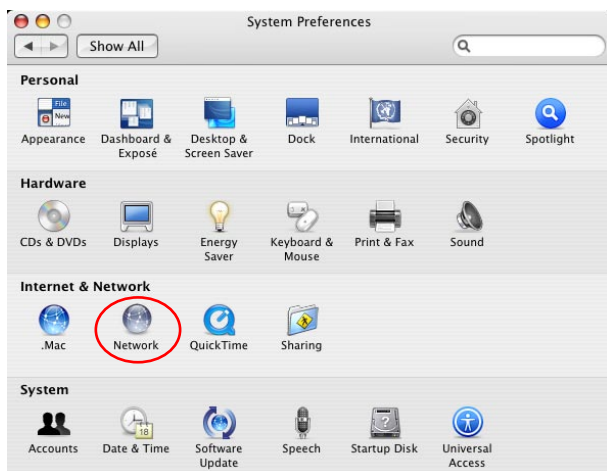 System Preferences
Show All
Personal
File
New
Appearance
Dashboard &
Exposé
Desktop &
Screen Saver
Dock
International
Security
Spotlight
Hardware
CDs & DVDs
Displays
Energy
Saver
Keyboard &
Mouse
Print & Fax
Sound
Internet & Network
.Mac
Network
QuickTime
Sharing
System
18
Accounts
Date & Time
Software
Update
Speech
?
Startup Disk
Universal
Access